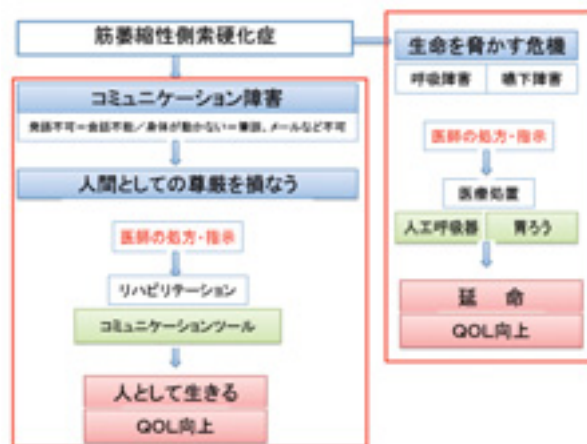 筋萎縮性側索硬化症
コミュニケーション障害
発語不可=会話不能/身体が動かない=筆談、メールなど不可
人間としての尊厳を損なう
医師の処方・指示
リハビリテーション
コミュニケーションツール
人として生きる
QOL向上
生命を脅かす危機
呼吸障害 嚥下障害
医師の処方・指示
医療処置
人工呼吸器 胃ろう
延 命
QOL向上